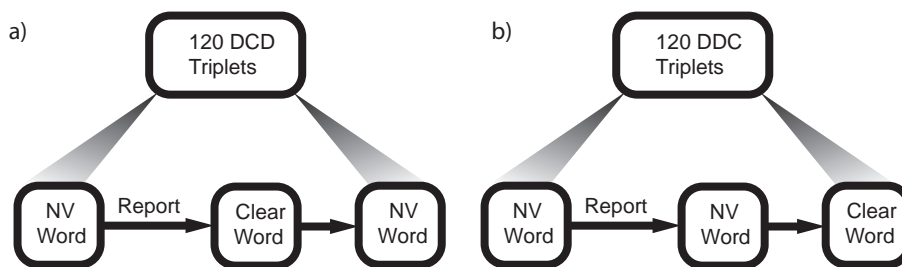 a)
120 DCD
Triplets
NV
Word
Report
Clear
Word
NV
Word
b)
120 DDC
Triplets
NV
Word
Report
NV
Word
Clear
Word